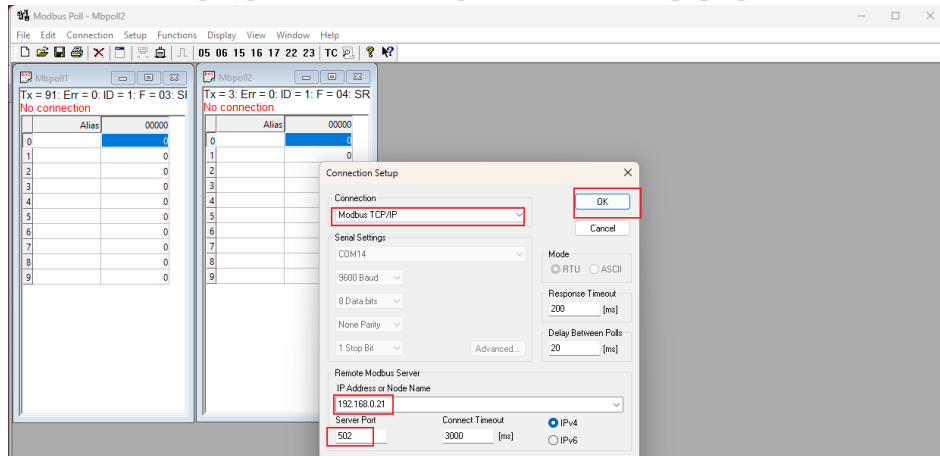 Modbus Poll - Mbpoll2
File Edit Connection Setup Functions Display View Window Help
05 06 15 16 17 22 23 TC
Mbpoll1
Tx = 91: Err = 0: ID = 1: F = 03: SI
No connection
Alias 00000
0 0
1 0
2 0
3 0
4 0
5 0
6 0
7 0
8 0
9 0
Mbpoll2
Tx = 3: Err = 0: ID = 1: F = 04: SR
No connection
Alias 00000
0 0
1 0
2
3
4
5
6
7
8
9
Connection Setup
Connection
Modbus TCP/IP
OK
Cancel
Serial Settings
COM14
9600 Baud
8 Data bits
None Parity
1 Stop Bit
Advanced...
Mode
RTU ASCII
Response Timeout
200 [ms]
Delay Between Polls
20 [ms]
Remote Modbus Server
IP Address or Node Name
192.168.0.21
Server Port Connect Timeout
502 3000 [ms]
IPv4
IPv6